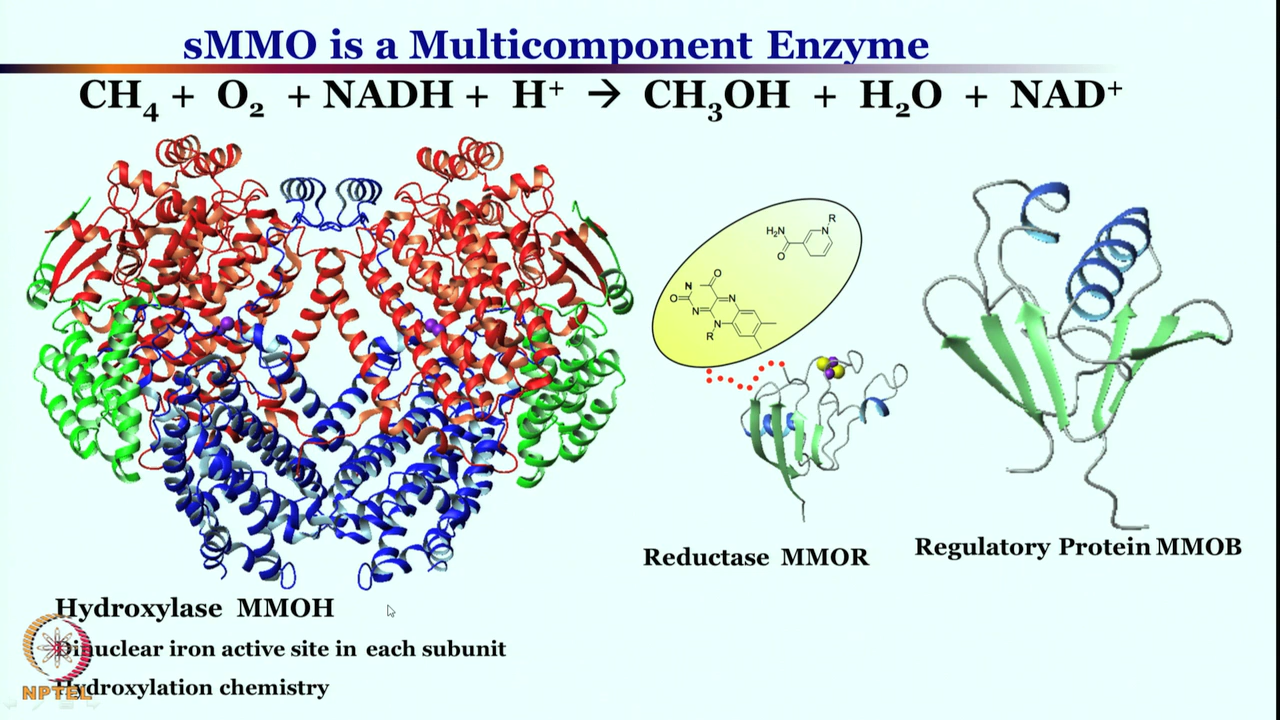 sMMO is a Multicomponent Enzyme
CH₄ + O₂ + NADH + H⁺ → CH₃OH + H₂O + NAD⁺
R
H₂N
N
O
O
N
N
O
N
N
R
Reductase MMOR
Regulatory Protein MMOB
Hydroxylase MMOH
Dinuclear iron active site in each subunit
Hydroxylation chemistry
NPTEL